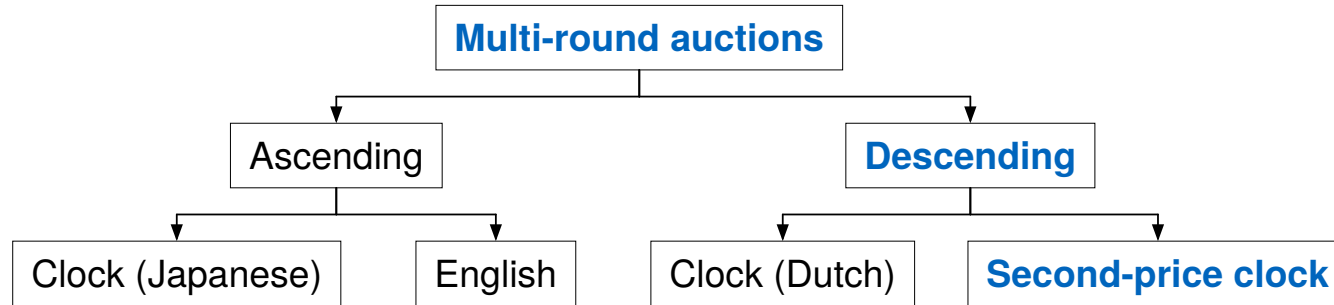 Multi-round auctions
Ascending
Descending
Clock (Japanese)
English
Clock (Dutch)
Second-price clock